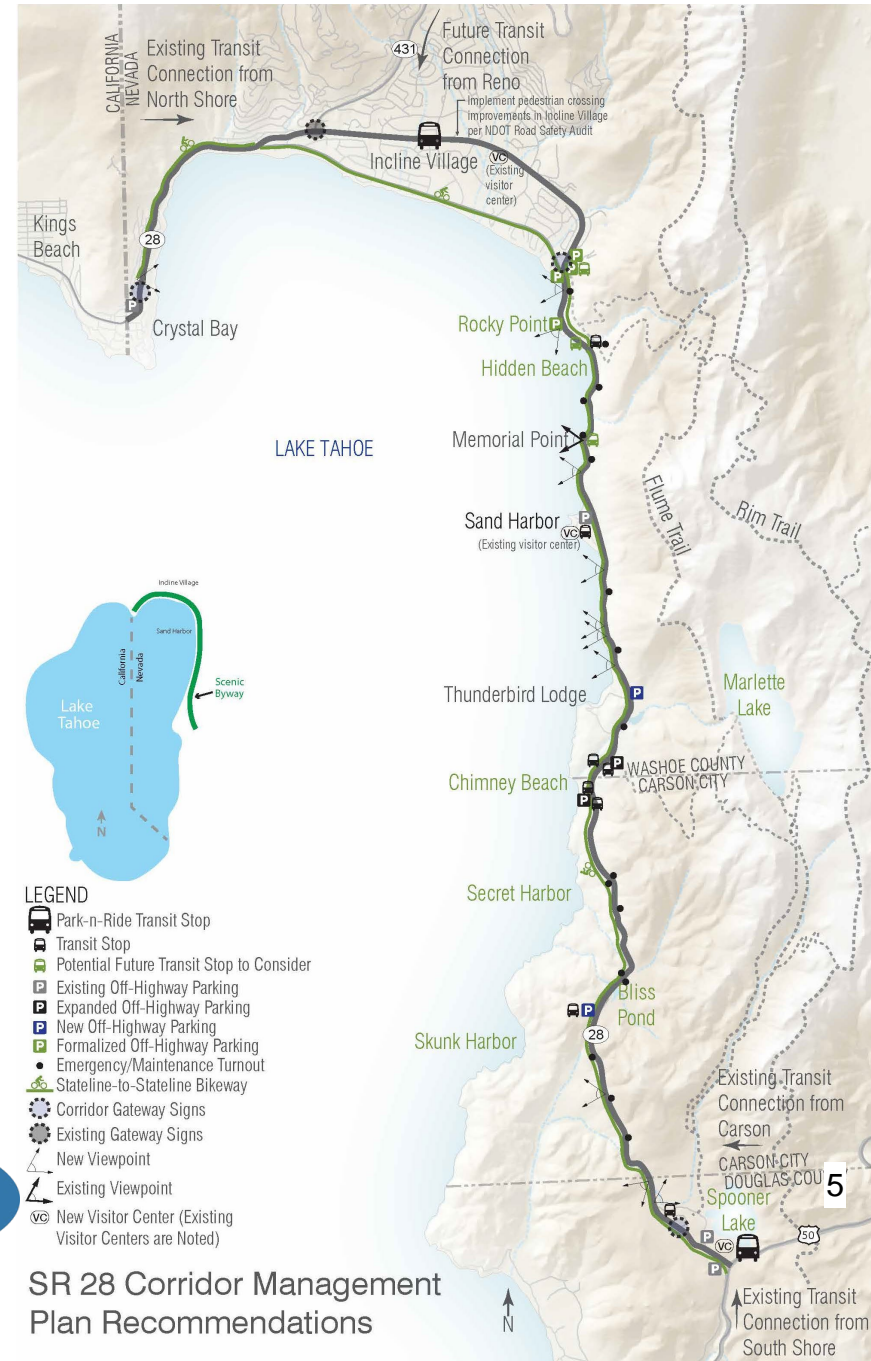 CALIFORNIA
NEVADA
Existing Transit
Connection from
North Shore
431
Future Transit
Connection
from Reno
Implement pedestrian crossing
improvements in Incline Village
per NDOT Road Safety Audit
Incline Village
VC
(Existing
visitor
center)
Kings
Beach
28
P
Crystal Bay
P
P
P
Rocky Point
P
Hidden Beach
LAKE TAHOE
Memorial Point
Flume Trail
Rim Trail
Sand Harbor
P
VC
(Existing visitor center)
Incline Village
Sand Harbor
California
Nevada
Scenic
Byway
Lake
Tahoe
N
Thunderbird Lodge
P
Marlette
Lake
Chimney Beach
P
WASHOE COUNTY
CARSON CITY
P
Secret Harbor
Bliss
Pond
P
28
Skunk Harbor
LEGEND
Park-n-Ride Transit Stop
Transit Stop
Potential Future Transit Stop to Consider
P Existing Off-Highway Parking
P Expanded Off-Highway Parking
P New Off-Highway Parking
P Formalized Off-Highway Parking
Emergency/Maintenance Turnout
Stateline-to-Stateline Bikeway
Corridor Gateway Signs
Existing Gateway Signs
New Viewpoint
Existing Viewpoint
VC New Visitor Center (Existing
Visitor Centers are Noted)
Existing Transit
Connection from
Carson
CARSON CITY
DOUGLAS COU
5
Spooner
Lake
P
VC
50
P
Existing Transit
Connection from
South Shore
N
SR 28 Corridor Management
Plan Recommendations